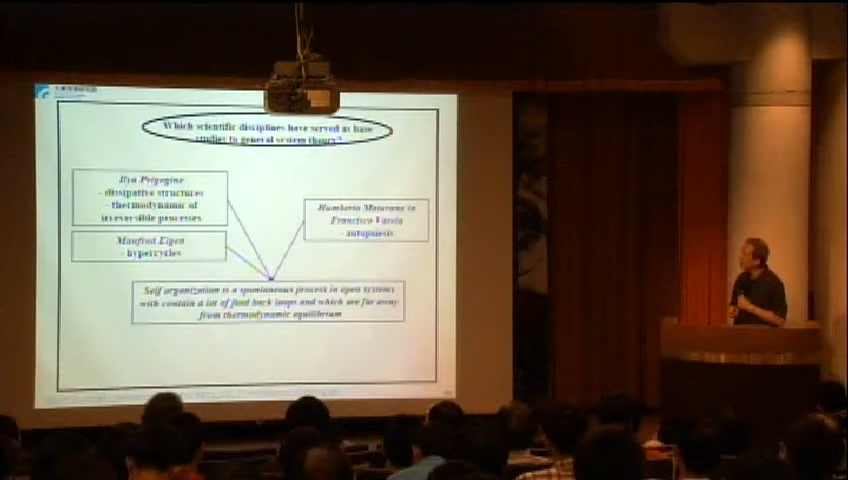 Which scientific disciplines have served as base
studies to general system theory?
Ilya Prigogine
- dissipative structures
- thermodynamic of
irreversible processes
Humberto Maturana in
Francisco Varela
- autopoiesis
Manfred Eigen
- hypercycles
Self organization is a spontaneous process in open systems
with contain a lot of feed back loops and which are far away
from thermodynamic equilibrium